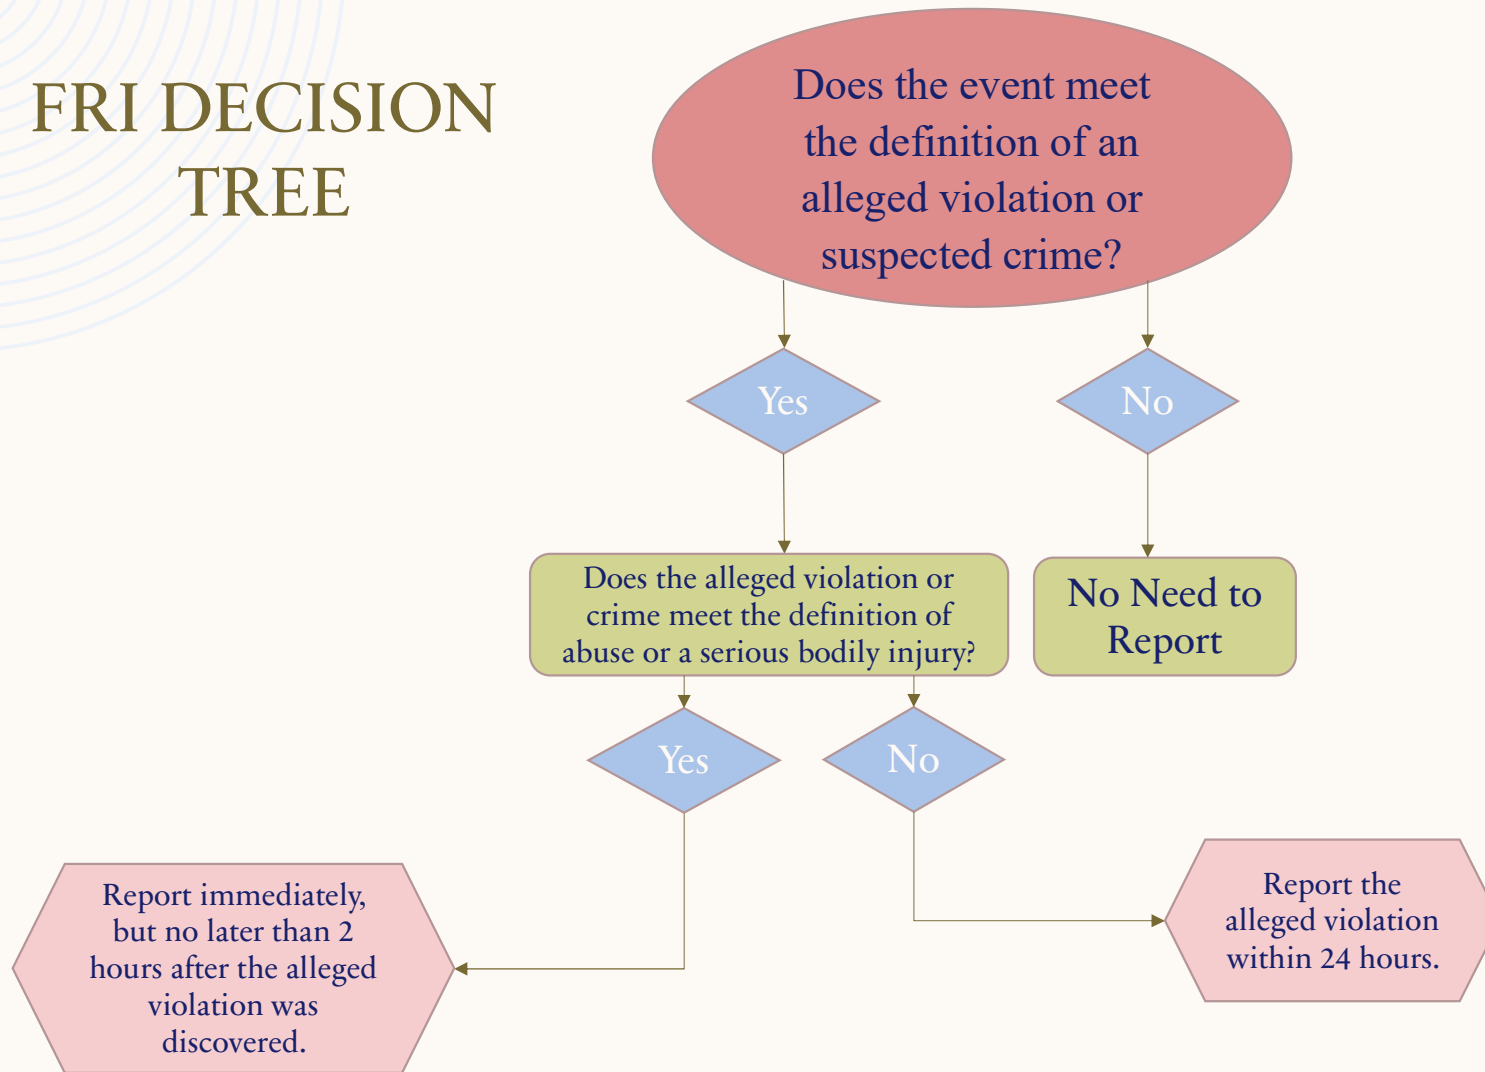 FRI DECISION
TREE
Does the event meet
the definition of an
alleged violation or
suspected crime?
Yes
No
Does the alleged violation or
crime meet the definition of
abuse or a serious bodily injury?
No Need to
Report
Yes
No
Report immediately,
but no later than 2
hours after the alleged
violation was
discovered.
Report the
alleged violation
within 24 hours.